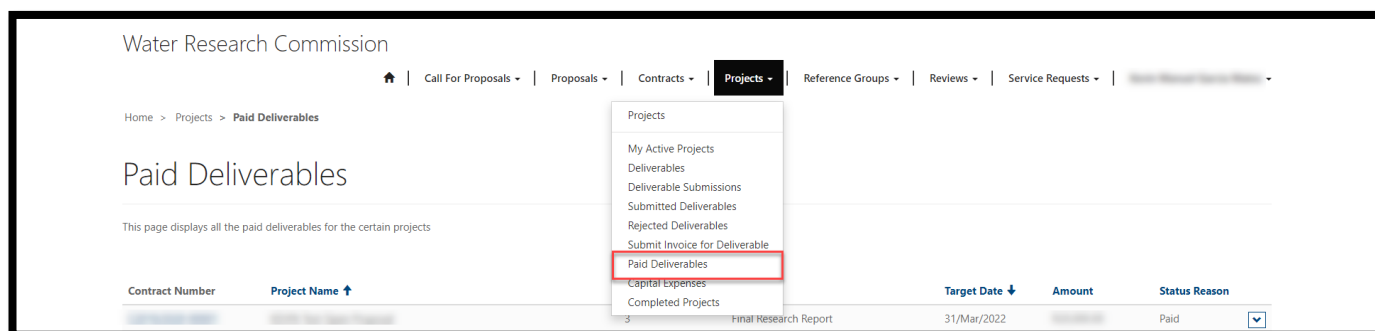 Water Research Commission
Call For Proposals | Proposals | Contracts | Projects | Reference Groups | Reviews | Service Requests |
Home > Projects > Paid Deliverables
Projects
My Active Projects
Deliverables
Deliverable Submissions
Submitted Deliverables
Rejected Deliverables
Submit Invoice for Deliverable
Paid Deliverables
Capital Expenses
Completed Projects
Paid Deliverables
This page displays all the paid deliverables for the certain projects
Contract Number Project Name Target Date Amount Status Reason
3 Final Research Report 31/Mar/2022 Paid